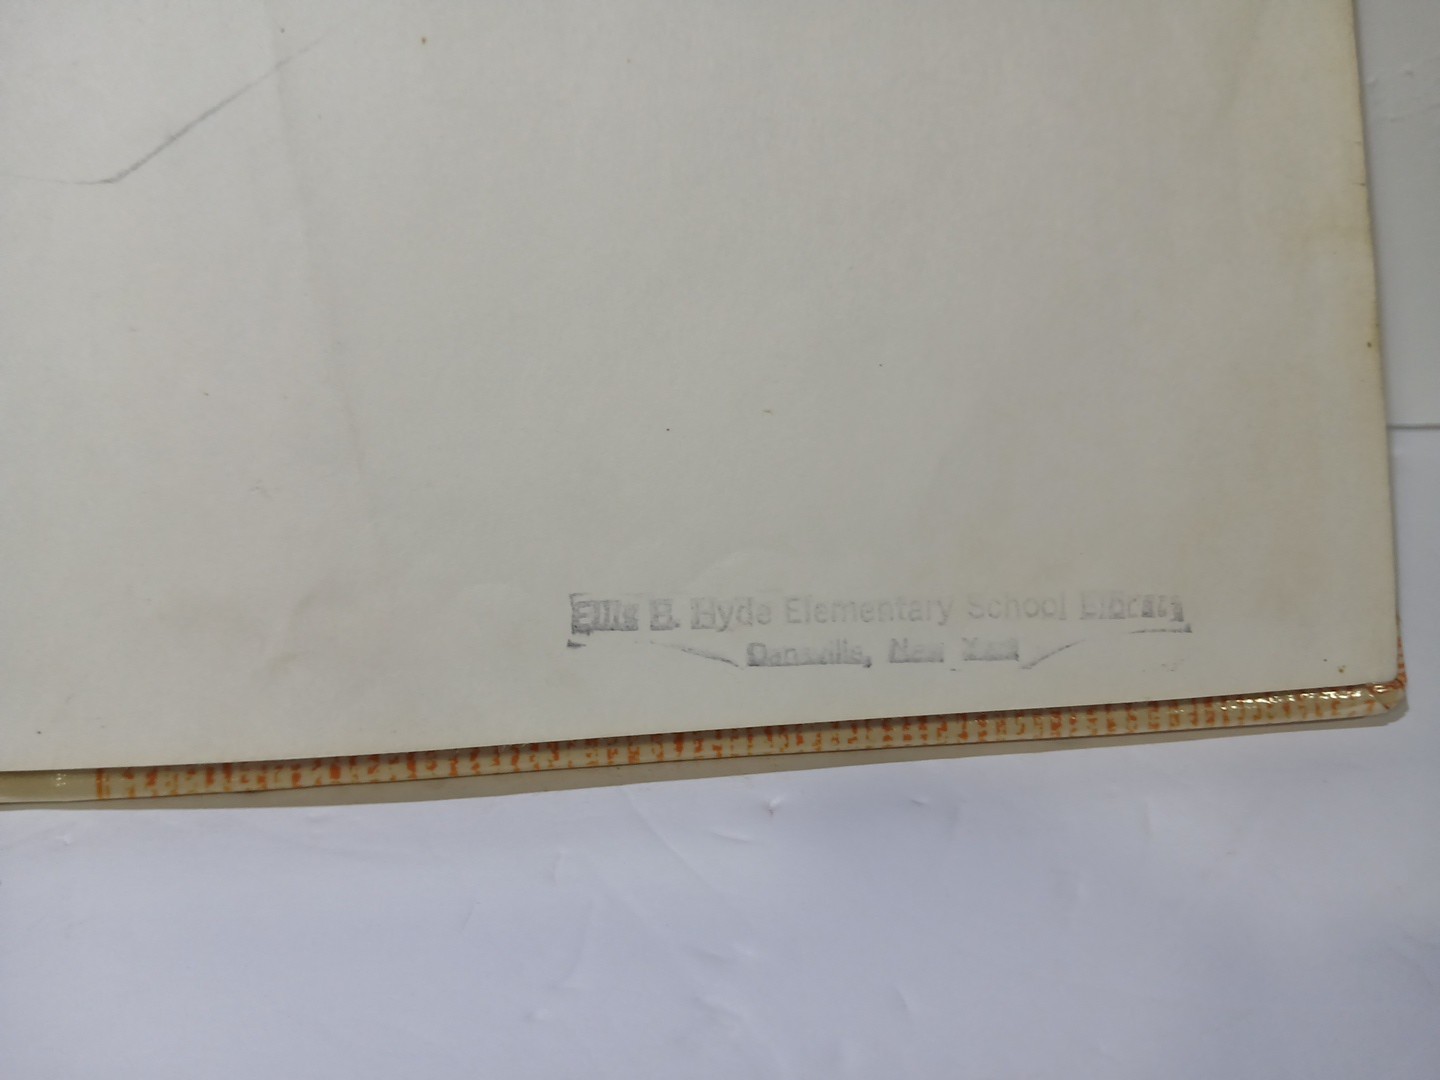 Ellis B. Hyde Elementary School Library
Dansville, New York